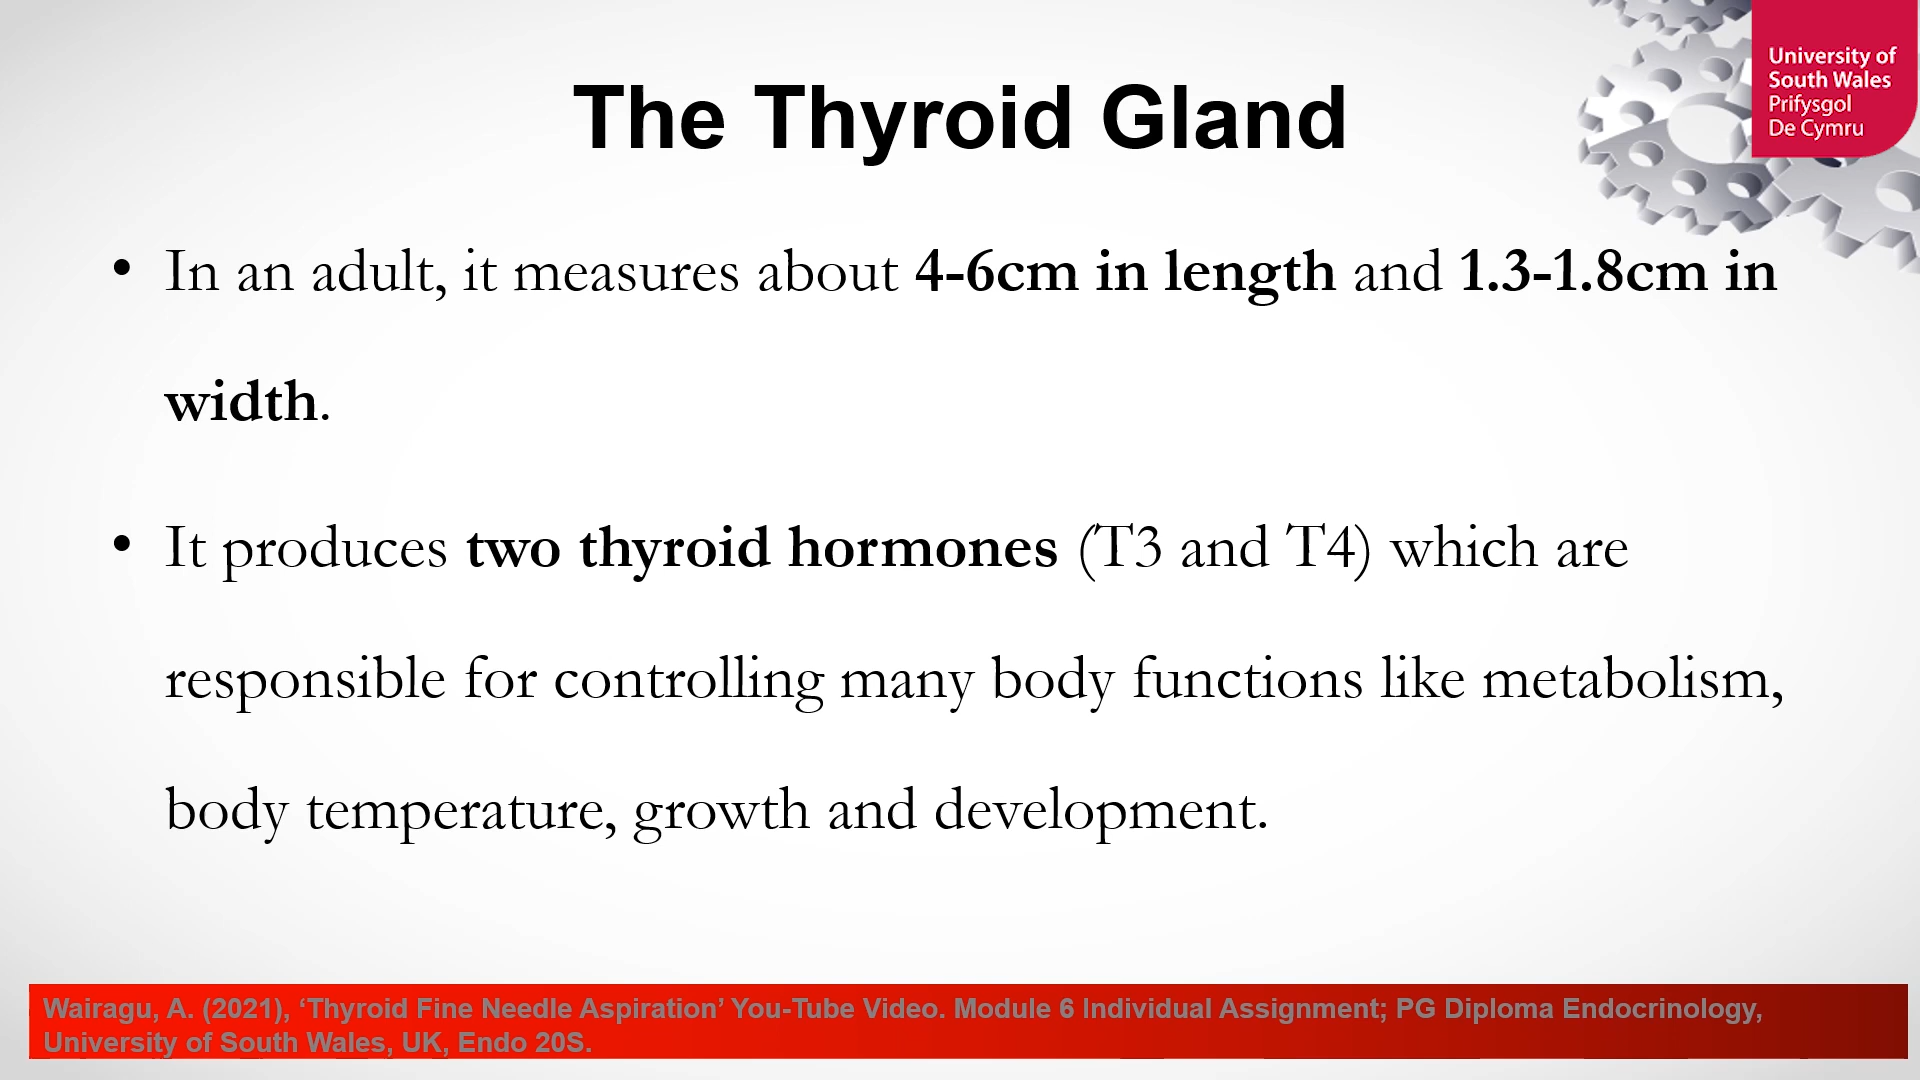 University of
South Wales
Prifysgol
De Cymru
The Thyroid Gland
• In an adult, it measures about 4-6cm in length and 1.3-1.8cm in
width.
• It produces two thyroid hormones (T3 and T4) which are
responsible for controlling many body functions like metabolism,
body temperature, growth and development.
Wairagu, A. (2021), ‘Thyroid Fine Needle Aspiration’ You-Tube Video. Module 6 Individual Assignment; PG Diploma Endocrinology,
University of South Wales, UK, Endo 20S.